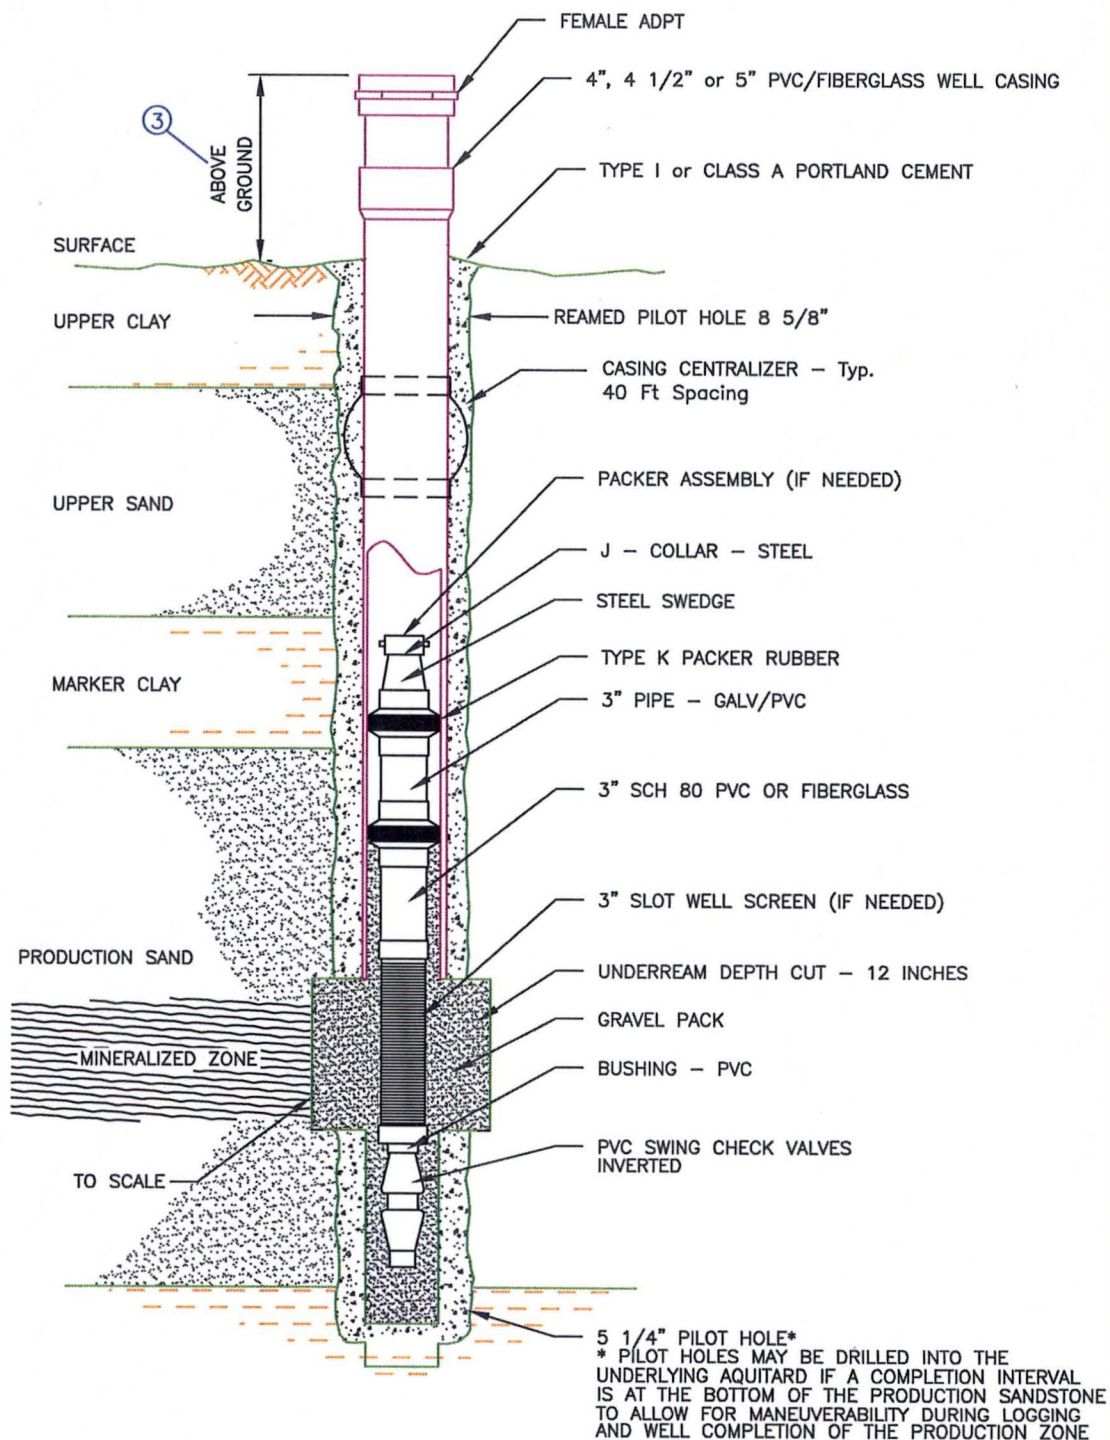 FEMALE ADPT
4", 4 1/2" or 5" PVC/FIBERGLASS WELL CASING
3
ABOVE
GROUND
TYPE I or CLASS A PORTLAND CEMENT
SURFACE
UPPER CLAY
REAMED PILOT HOLE 8 5/8"
CASING CENTRALIZER - Typ.
40 Ft Spacing
PACKER ASSEMBLY (IF NEEDED)
UPPER SAND
J - COLLAR - STEEL
STEEL SWEDGE
TYPE K PACKER RUBBER
MARKER CLAY
3" PIPE - GALV/PVC
3" SCH 80 PVC OR FIBERGLASS
3" SLOT WELL SCREEN (IF NEEDED)
PRODUCTION SAND
UNDERREAM DEPTH CUT - 12 INCHES
GRAVEL PACK
MINERALIZED ZONE
BUSHING - PVC
PVC SWING CHECK VALVES
INVERTED
TO SCALE
5 1/4" PILOT HOLE*
* PILOT HOLES MAY BE DRILLED INTO THE
UNDERLYING AQUITARD IF A COMPLETION INTERVAL
IS AT THE BOTTOM OF THE PRODUCTION SANDSTONE
TO ALLOW FOR MANEUVERABILITY DURING LOGGING
AND WELL COMPLETION OF THE PRODUCTION ZONE